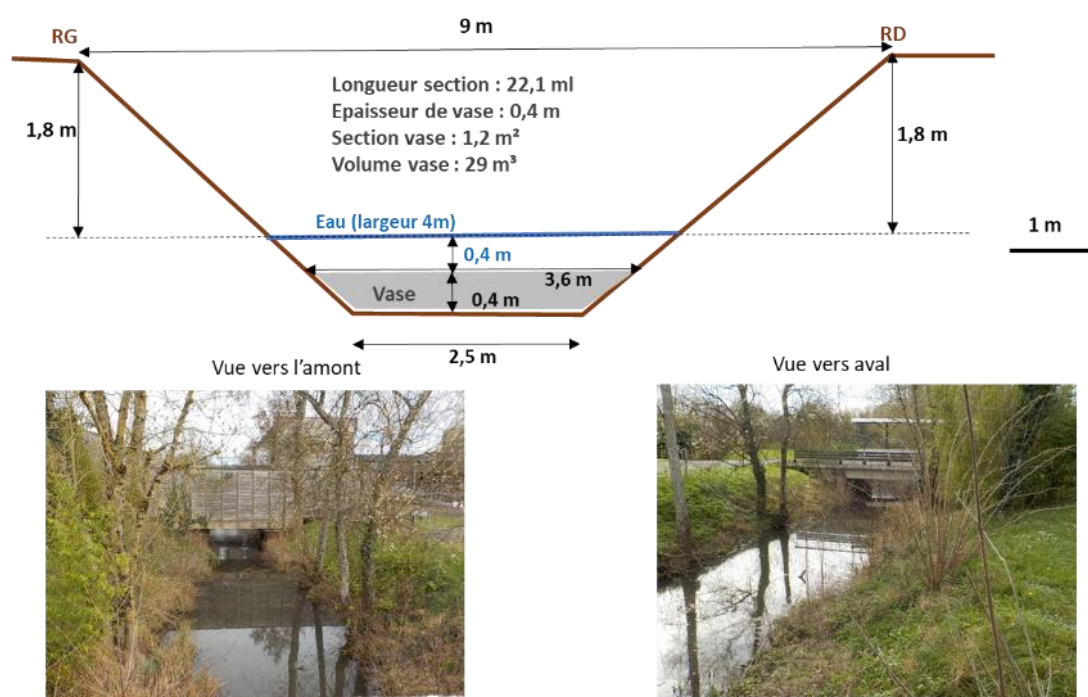 9 m
RG
RD
Longueur section : 22,1 ml
Epaisseur de vase : 0,4 m
Section vase : 1,2 m²
Volume vase : 29 m³
1,8 m
1,8 m
Eau (largeur 4m)
1 m
0,4 m
3,6 m
Vase
0,4 m
2,5 m
Vue vers l’amont
Vue vers aval